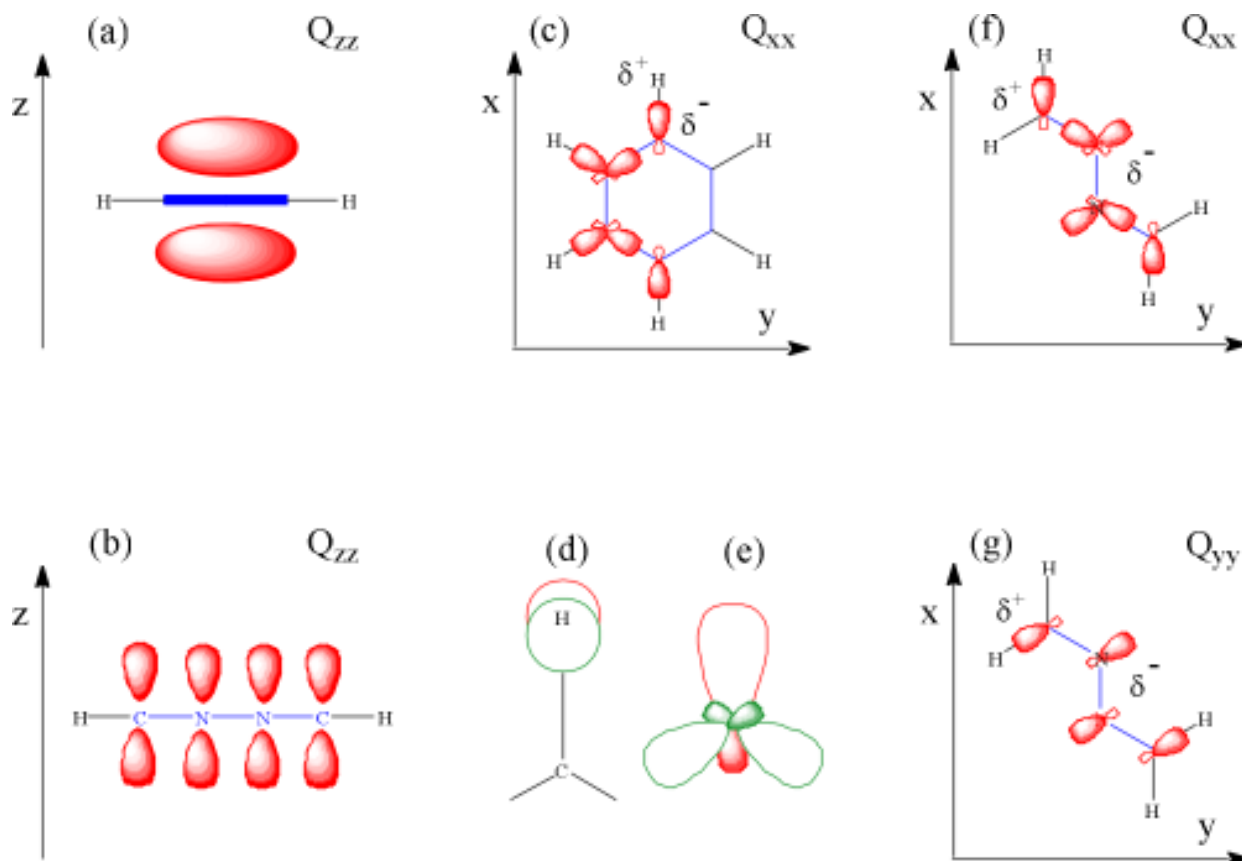 (a) Q_zz
z
H H
(c) Q_xx
x
δ+ H
δ-
H H
H H
H
y
(f) Q_xx
x
H
δ+
H
δ-
N
H
H
y
(b) Q_zz
z
H C N N C H
(d)
H
C
(e)
(g) Q_yy
x
H
δ+
H
N
δ-
H
H
y